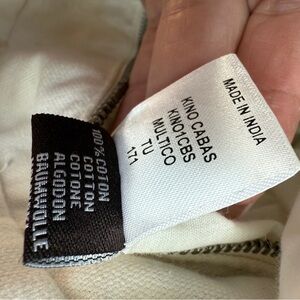 100% COTON
COTTON
COTONE
ALGODON
BAUMWOLLE
MADE IN INDIA
KINO CABAS
KINO1CBS
MULTICO
TU
171